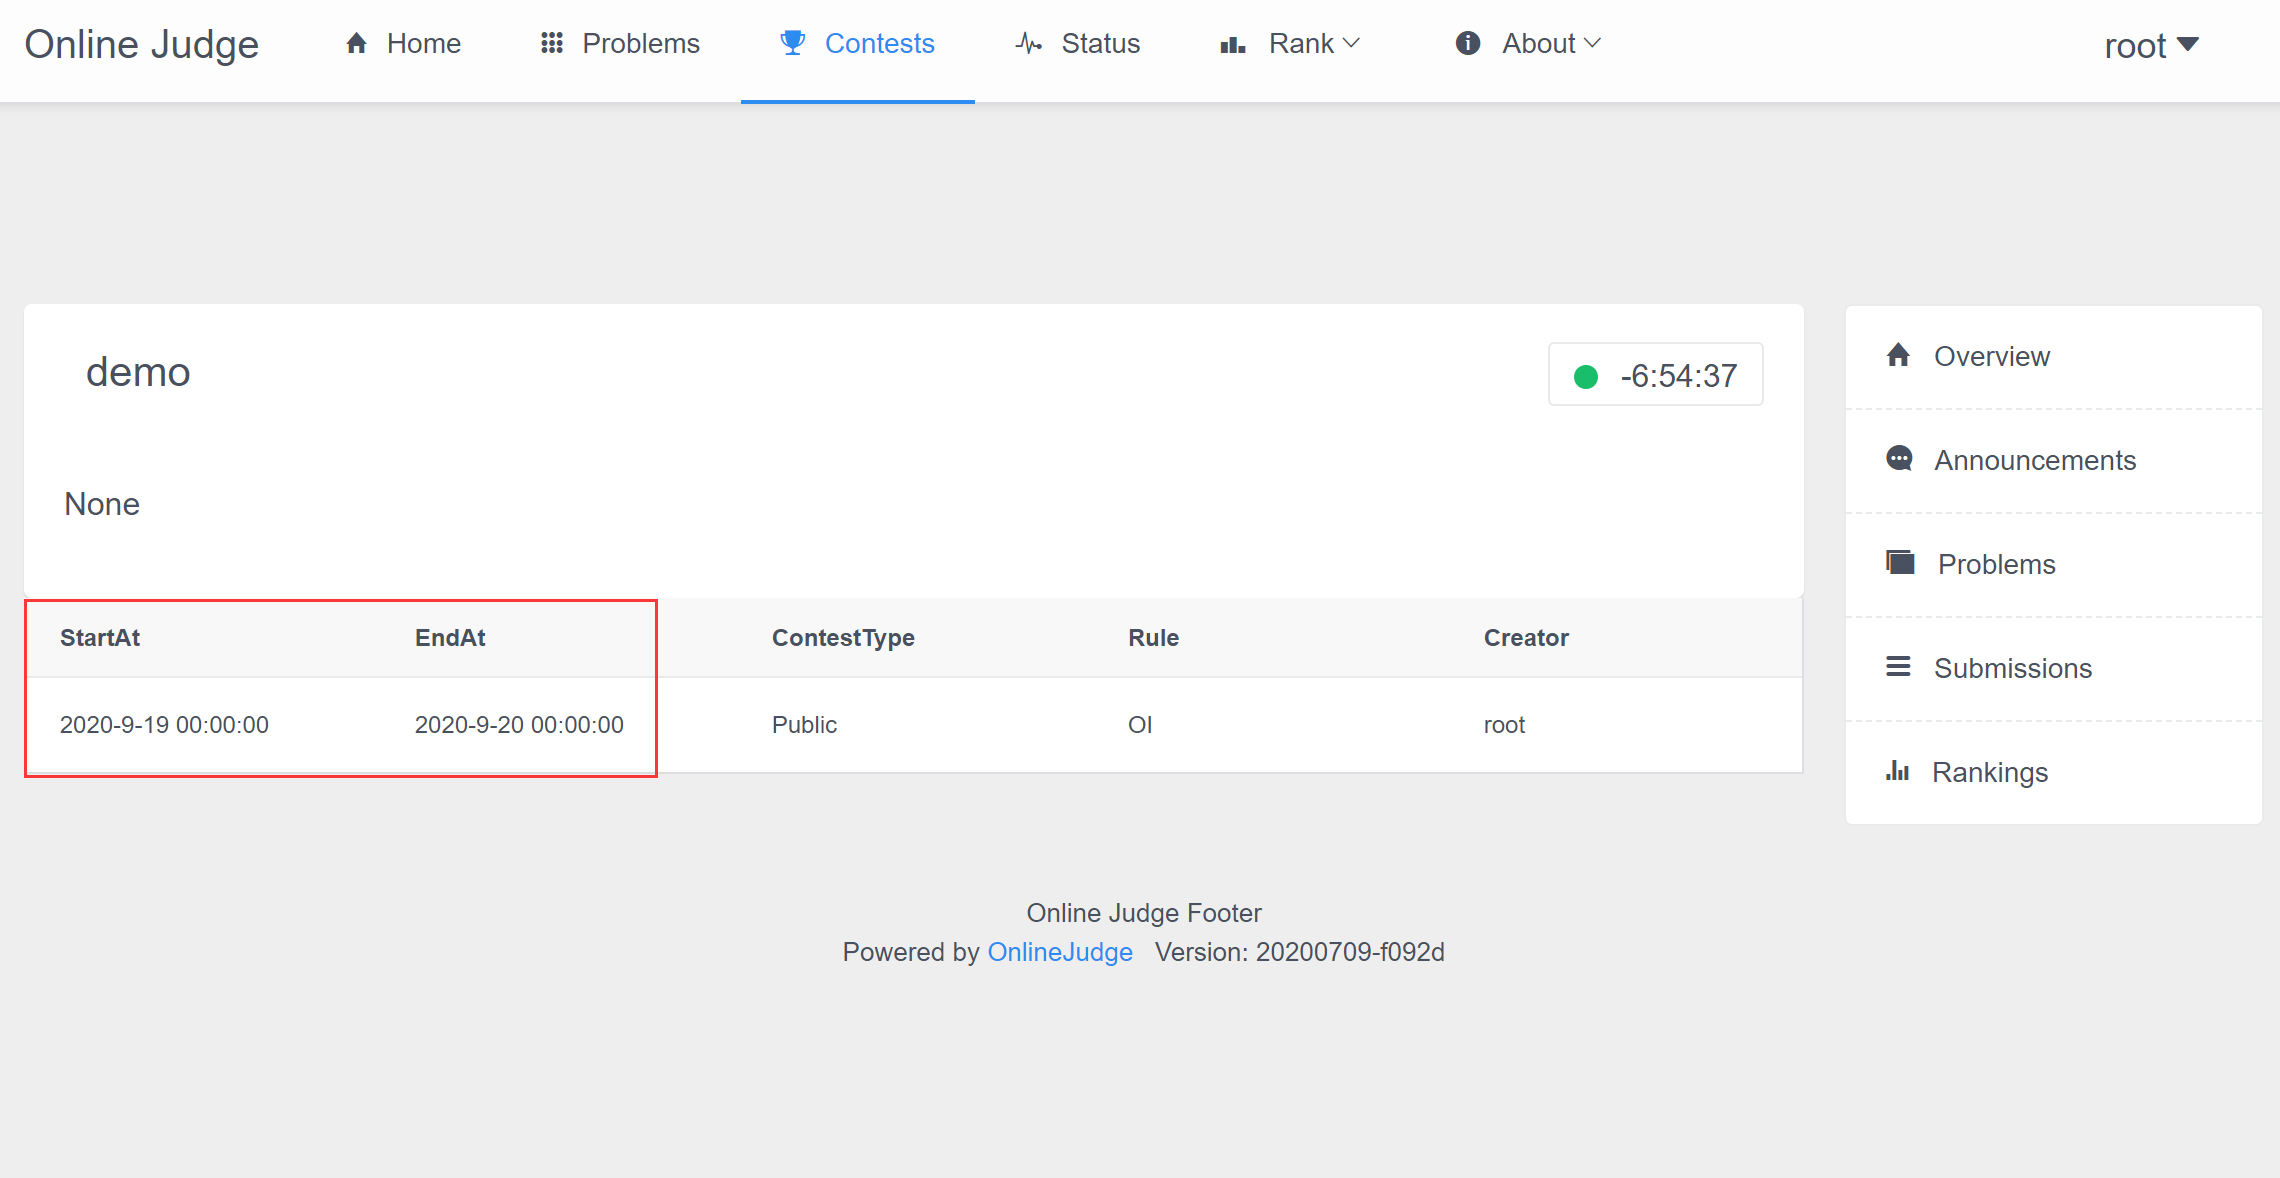 Online Judge Home Problems Contests Status Rank About root
demo -6:54:37
None
StartAt EndAt ContestType Rule Creator
2020-9-19 00:00:00 2020-9-20 00:00:00 Public OI root
Overview
Announcements
Problems
Submissions
Rankings
Online Judge Footer
Powered by OnlineJudge Version: 20200709-f092d